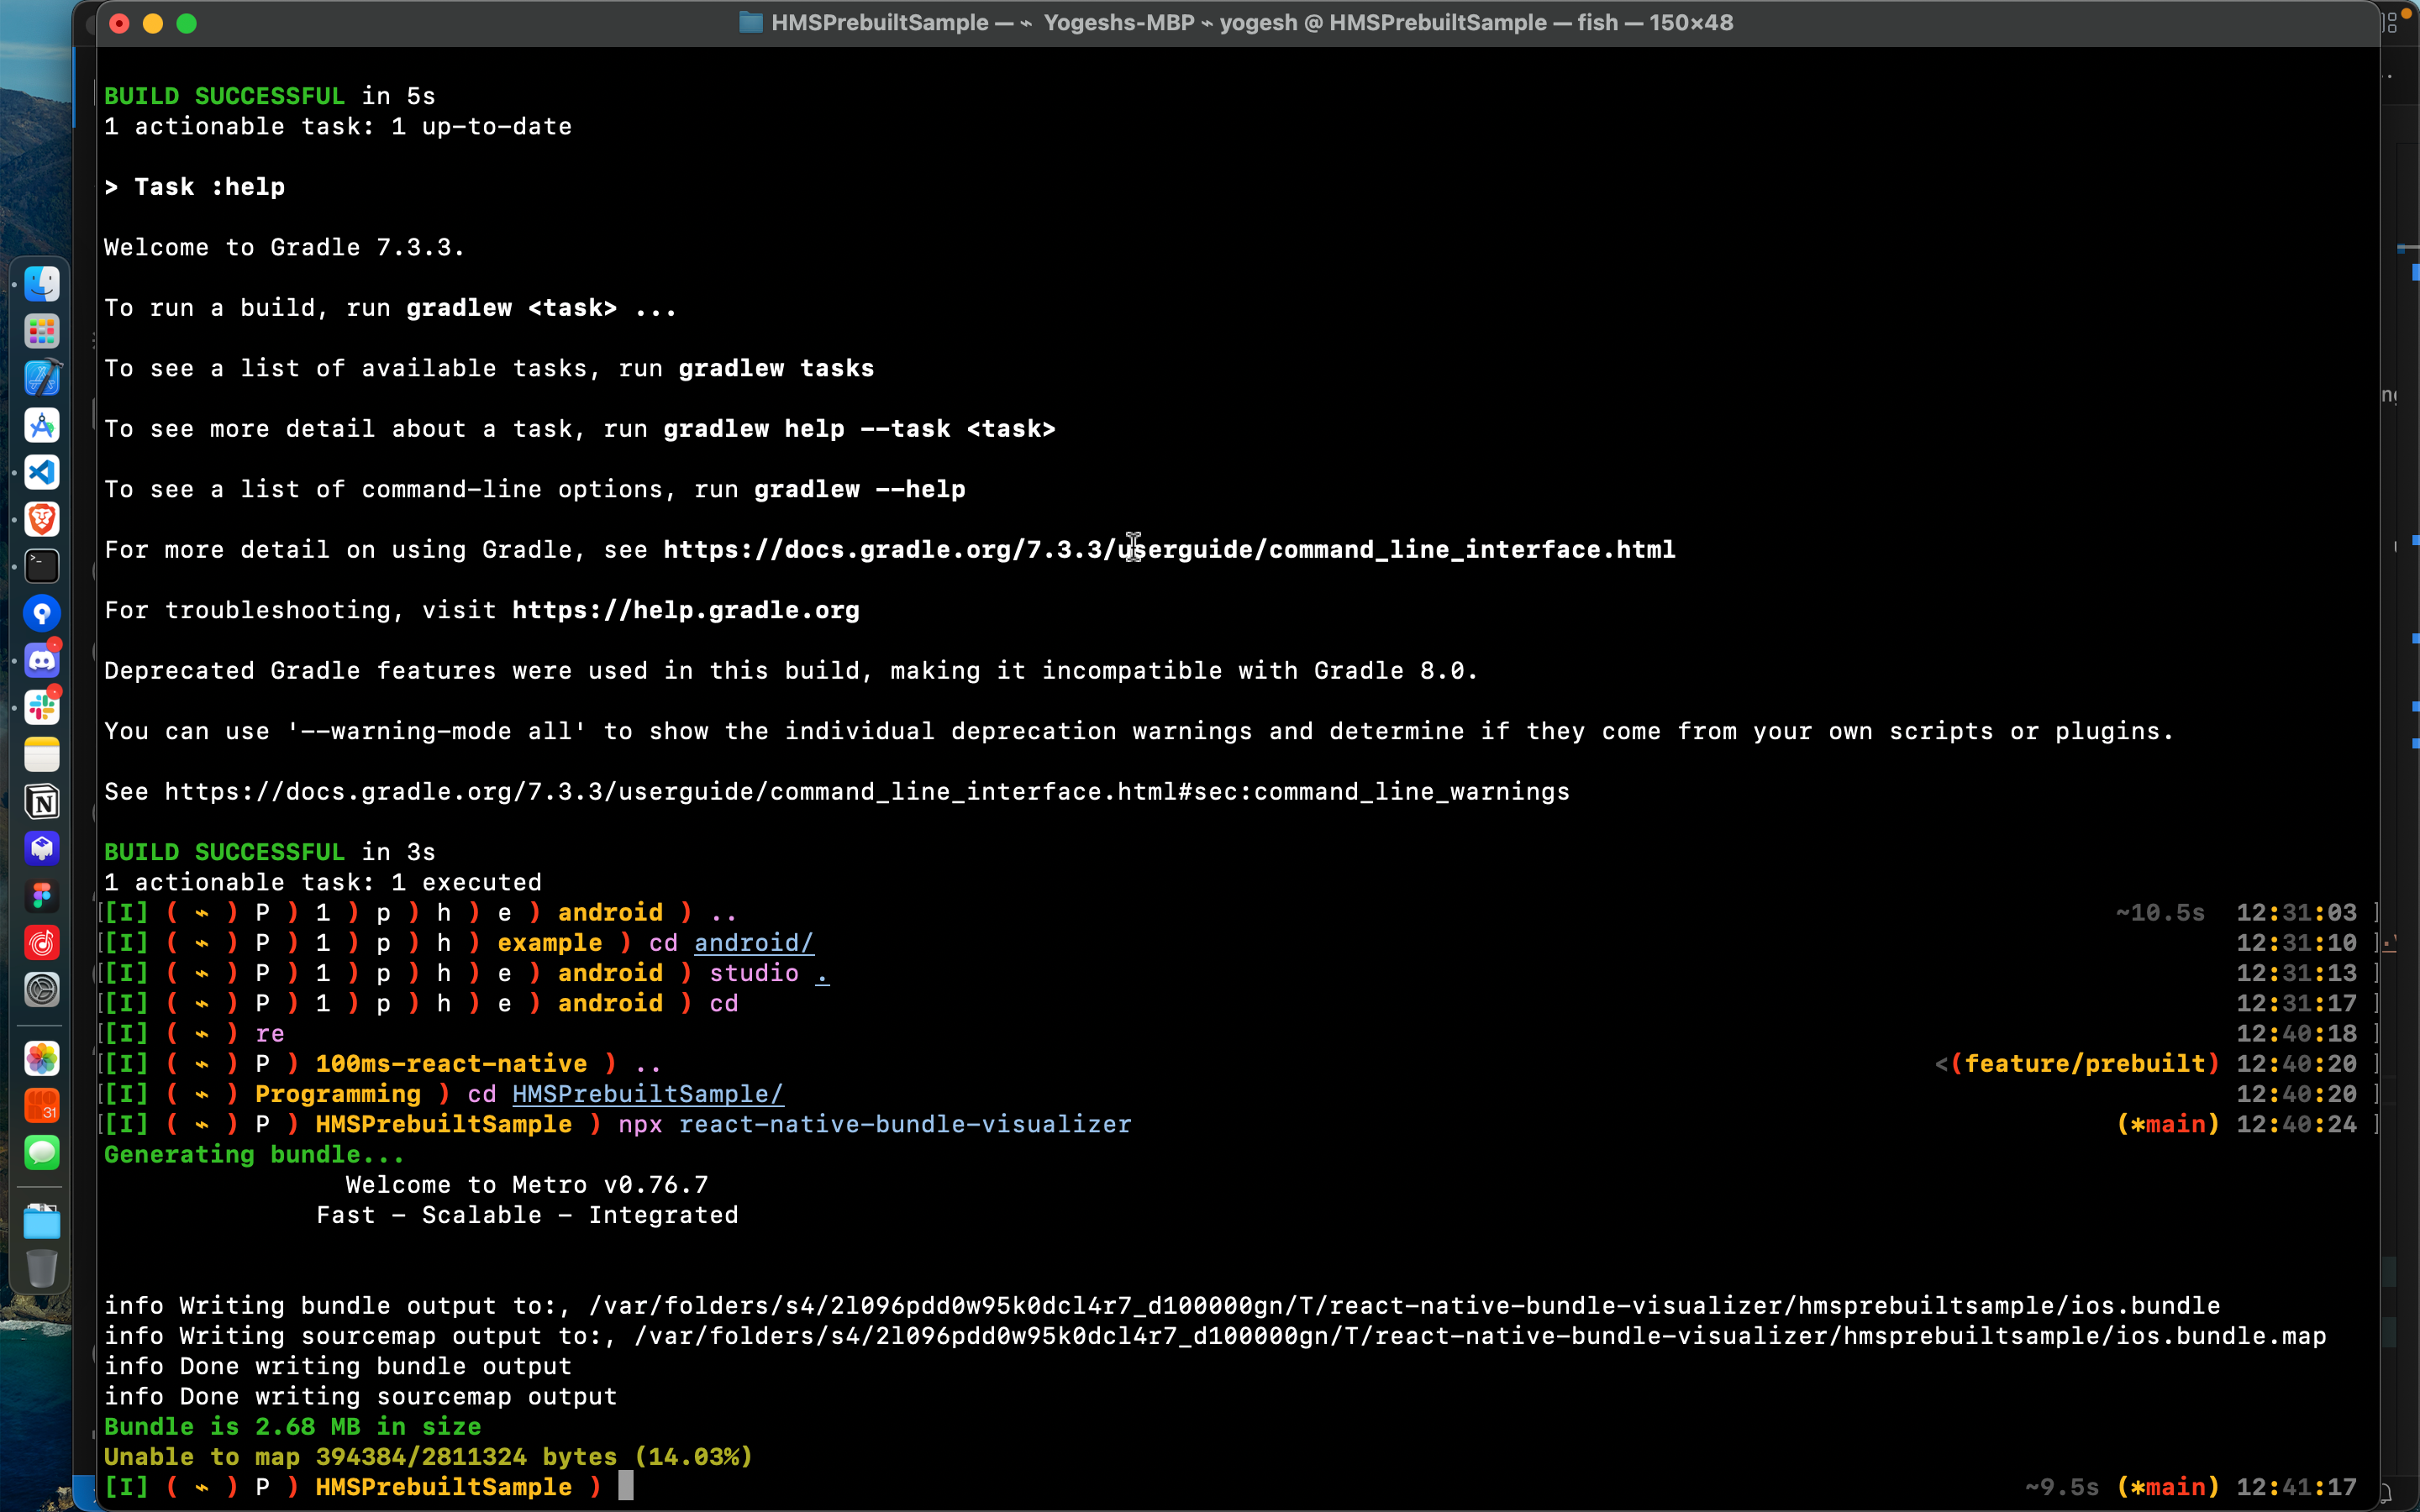 HMSPrebuiltSample — ⌁ Yogeshs-MBP ⌁ yogesh @ HMSPrebuiltSample — fish — 150×48
BUILD SUCCESSFUL in 5s
1 actionable task: 1 up-to-date
> Task :help
Welcome to Gradle 7.3.3.
To run a build, run gradlew <task> ...
To see a list of available tasks, run gradlew tasks
To see more detail about a task, run gradlew help --task <task>
To see a list of command-line options, run gradlew --help
For more detail on using Gradle, see https://docs.gradle.org/7.3.3/userguide/command_line_interface.html
For troubleshooting, visit https://help.gradle.org
Deprecated Gradle features were used in this build, making it incompatible with Gradle 8.0.
You can use '--warning-mode all' to show the individual deprecation warnings and determine if they come from your own scripts or plugins.
See https://docs.gradle.org/7.3.3/userguide/command_line_interface.html#sec:command_line_warnings
BUILD SUCCESSFUL in 3s
1 actionable task: 1 executed
[[I] ( ⌁ ) P ) 1 ) p ) h ) e ) android ) .. ~10.5s 12:31:03 ]
[[I] ( ⌁ ) P ) 1 ) p ) h ) example ) cd android/ 12:31:10 ]
[[I] ( ⌁ ) P ) 1 ) p ) h ) e ) android ) studio . 12:31:13 ]
[[I] ( ⌁ ) P ) 1 ) p ) h ) e ) android ) cd 12:31:17 ]
[[I] ( ⌁ ) re 12:40:18 ]
[[I] ( ⌁ ) P ) 100ms-react-native ) .. <(feature/prebuilt) 12:40:20 ]
[[I] ( ⌁ ) Programming ) cd HMSPrebuiltSample/ 12:40:20 ]
[[I] ( ⌁ ) P ) HMSPrebuiltSample ) npx react-native-bundle-visualizer (*main) 12:40:24 ]
Generating bundle...
Welcome to Metro v0.76.7
Fast - Scalable - Integrated
info Writing bundle output to:, /var/folders/s4/2l096pdd0w95k0dcl4r7_d100000gn/T/react-native-bundle-visualizer/hmsprebuiltsample/ios.bundle
info Writing sourcemap output to:, /var/folders/s4/2l096pdd0w95k0dcl4r7_d100000gn/T/react-native-bundle-visualizer/hmsprebuiltsample/ios.bundle.map
info Done writing bundle output
info Done writing sourcemap output
Bundle is 2.68 MB in size
Unable to map 394384/2811324 bytes (14.03%)
[I] ( ⌁ ) P ) HMSPrebuiltSample ) ~9.5s (*main) 12:41:17
31